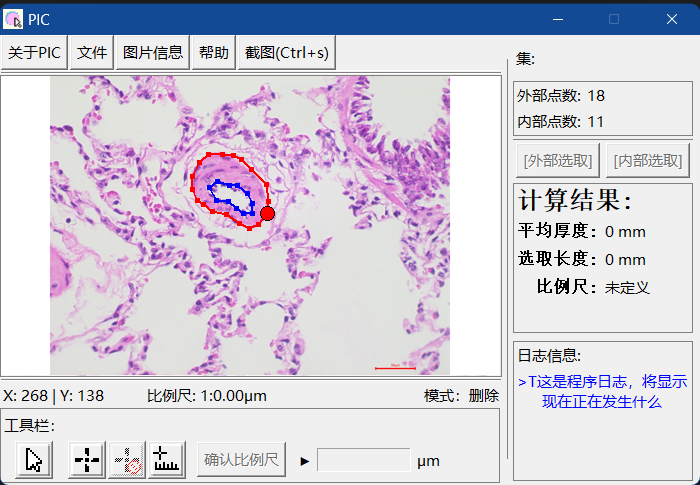 PIC
关于PIC 文件 图片信息 帮助 截图(Ctrl+s)
集:
外部点数: 18
内部点数: 11
[外部选取] [内部选取]
计算结果:
平均厚度: 0 mm
选取长度: 0 mm
比例尺: 未定义
日志信息:
>T这是程序日志，将显示
现在正在发生什么
X: 268 | Y: 138 比例尺: 1:0.00μm 模式: 删除
工具栏:
确认比例尺 ▶ μm